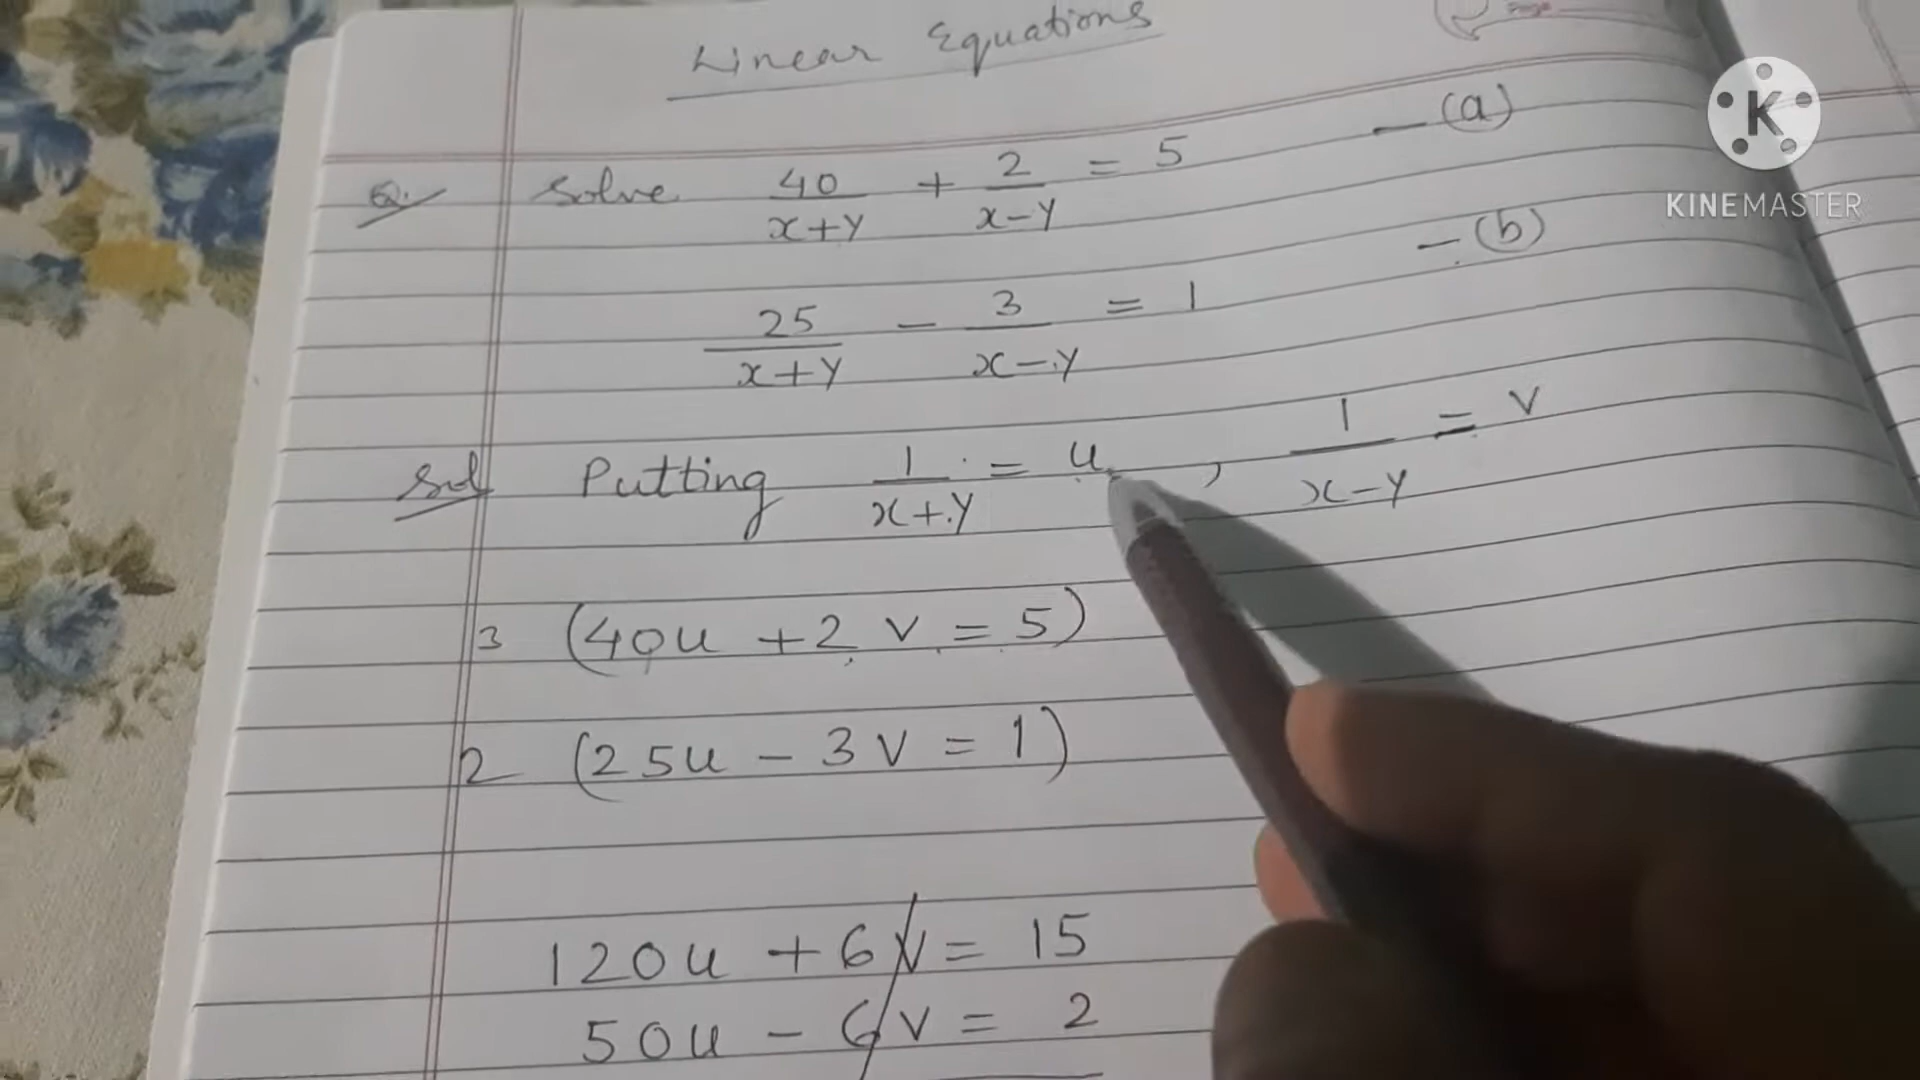 Linear Equations
Q. Solve 40/(x+y) + 2/(x-y) = 5 —(a)
25/(x+y) - 3/(x-y) = 1 —(b)
Sol Putting 1/(x+y) = u, 1/(x-y) = v
3 (40u + 2v = 5)
2 (25u - 3v = 1)
120u + 6v = 15
50u - 6v = 2
K
KINEMASTER